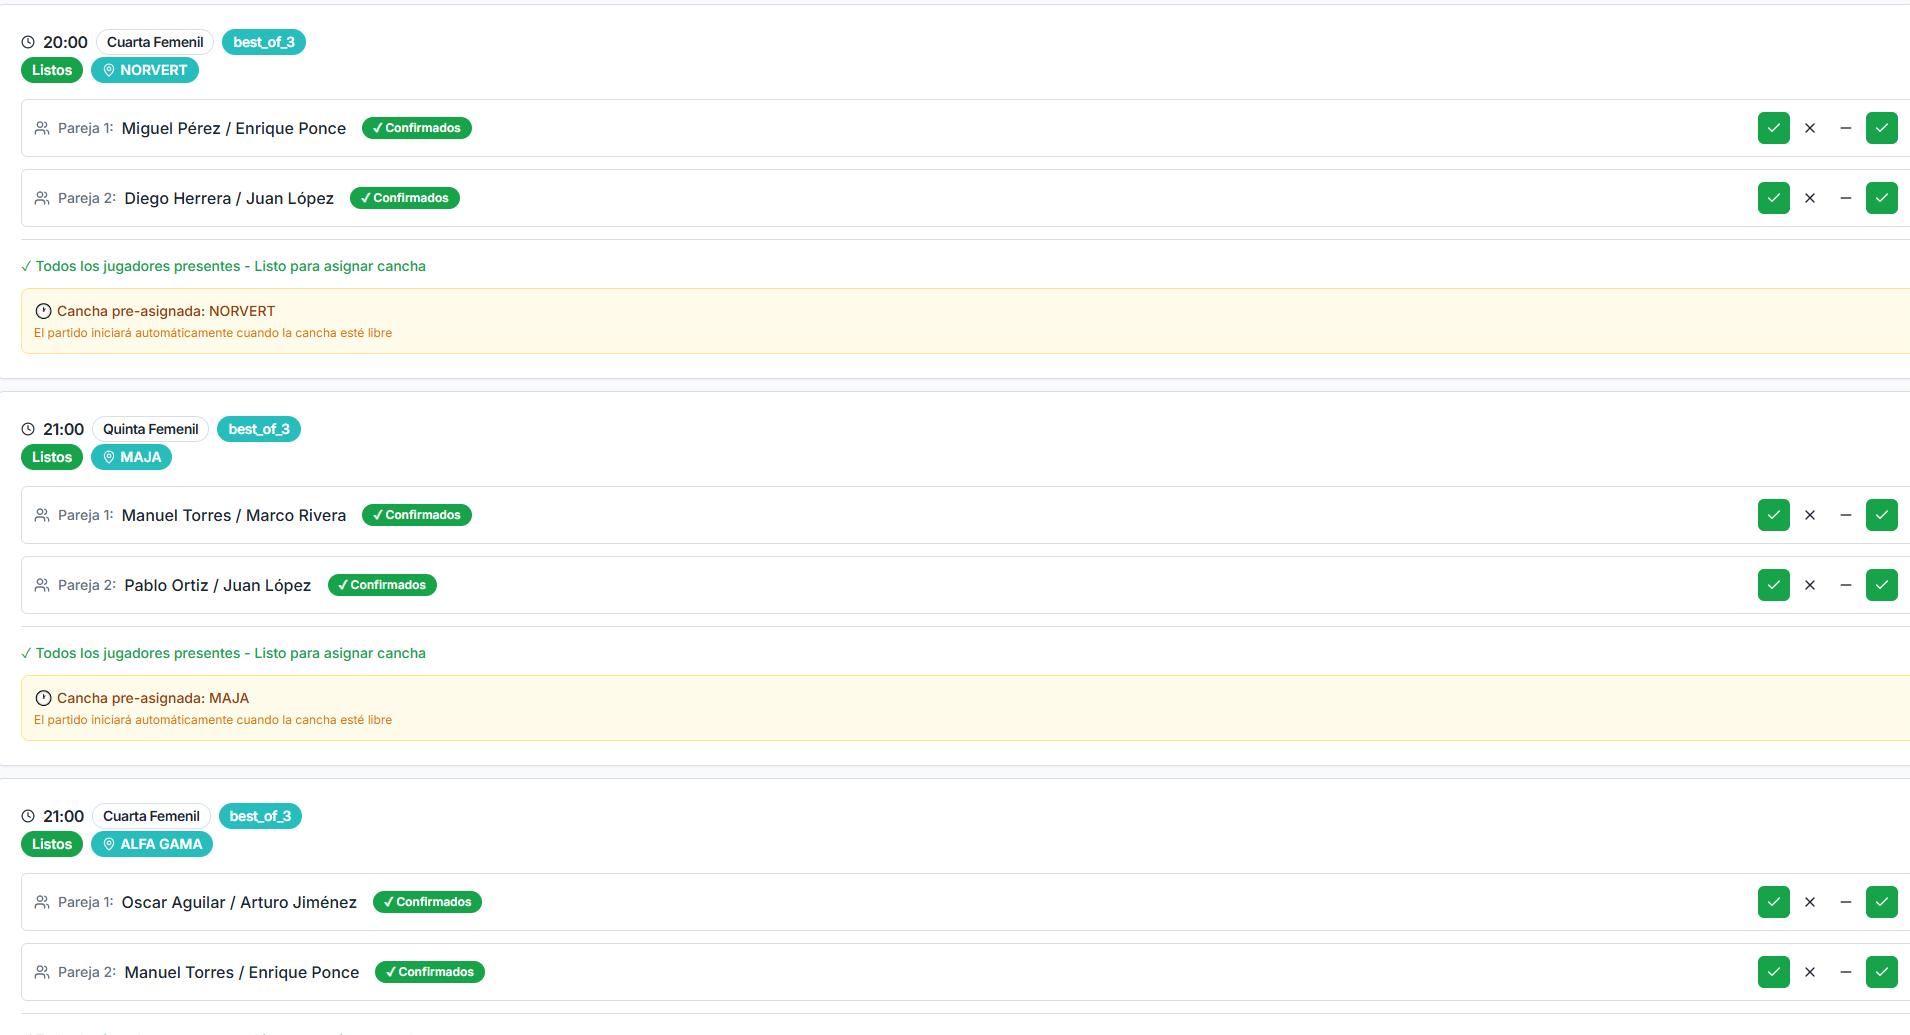 20:00 Cuarta Femenil best_of_3
Listos NORVERT
Pareja 1: Miguel Pérez / Enrique Ponce ✓ Confirmados
Pareja 2: Diego Herrera / Juan López ✓ Confirmados
✓ Todos los jugadores presentes - Listo para asignar cancha
Cancha pre-asignada: NORVERT
El partido iniciará automáticamente cuando la cancha esté libre
21:00 Quinta Femenil best_of_3
Listos MAJA
Pareja 1: Manuel Torres / Marco Rivera ✓ Confirmados
Pareja 2: Pablo Ortiz / Juan López ✓ Confirmados
✓ Todos los jugadores presentes - Listo para asignar cancha
Cancha pre-asignada: MAJA
El partido iniciará automáticamente cuando la cancha esté libre
21:00 Cuarta Femenil best_of_3
Listos ALFA GAMA
Pareja 1: Oscar Aguilar / Arturo Jiménez ✓ Confirmados
Pareja 2: Manuel Torres / Enrique Ponce ✓ Confirmados